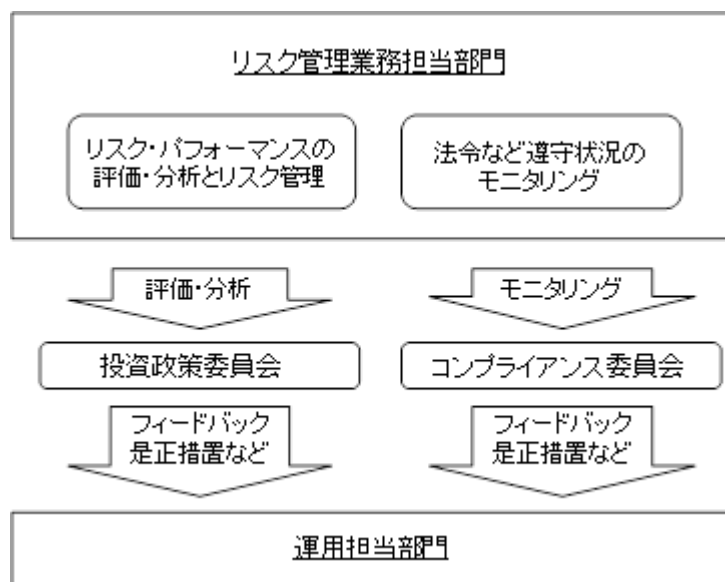 リスク管理業務担当部門
リスク・パフォーマンスの
評価・分析とリスク管理
法令など遵守状況の
モニタリング
評価・分析
モニタリング
投資政策委員会
コンプライアンス委員会
フィードバック
是正措置など
フィードバック
是正措置など
運用担当部門